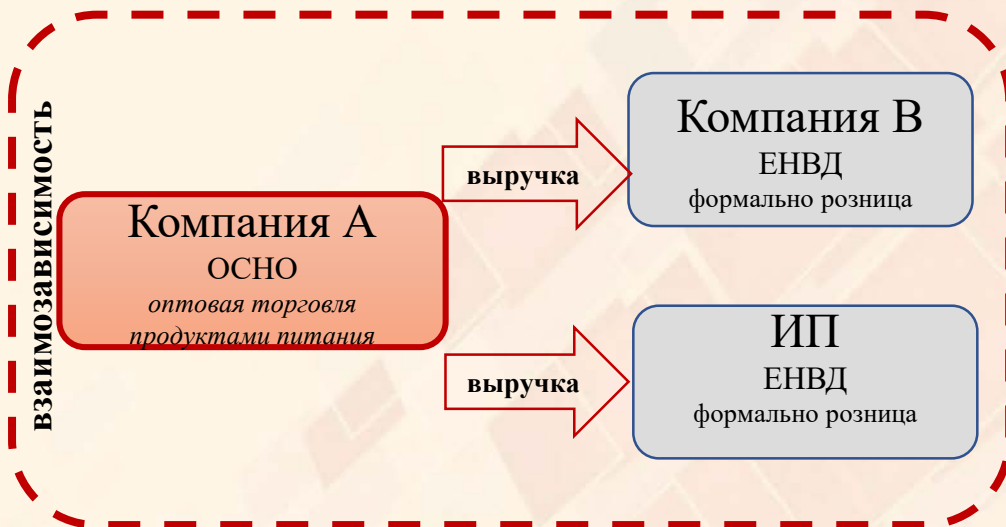 взаимозависимость
Компания А
ОСНО
оптовая торговля
продуктами питания
выручка
Компания В
ЕНВД
формально розница
выручка
ИП
ЕНВД
формально розница